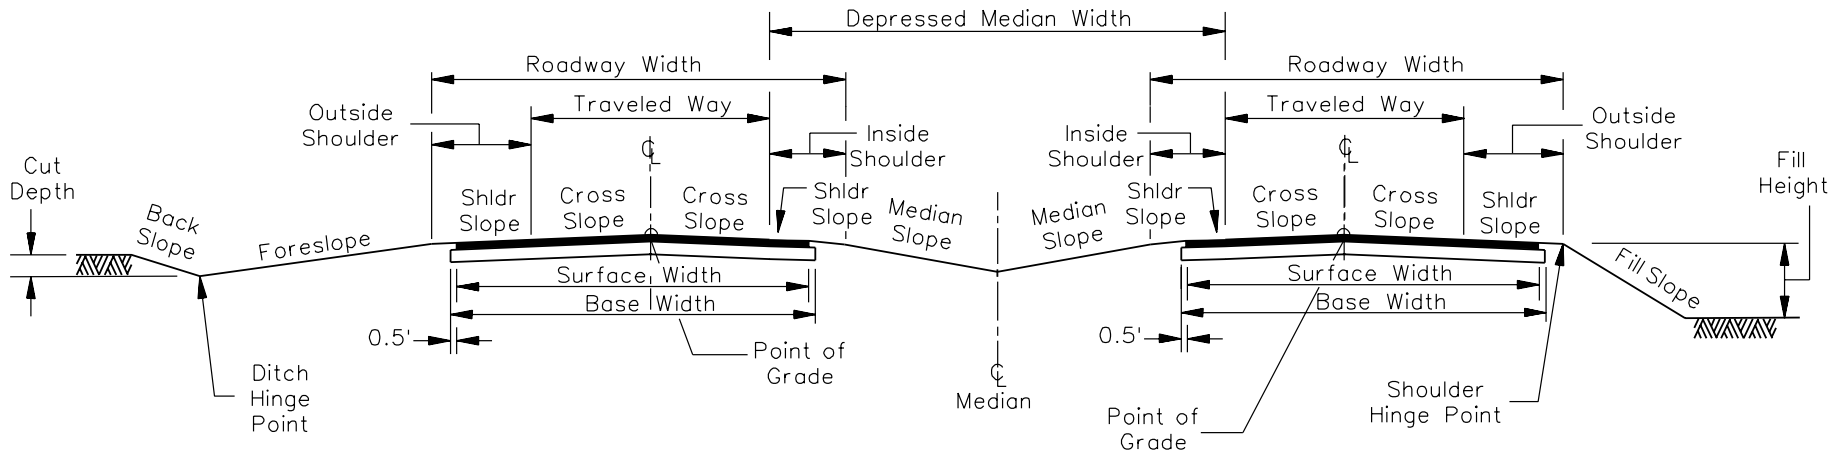 Depressed Median Width
Roadway Width
Roadway Width
Outside
Shoulder
Traveled Way
Inside
Shoulder
Inside
Shoulder
Traveled Way
Outside
Shoulder
Cut
Depth
Back
Slope
Foreslope
Shldr
Slope
Cross
Slope
℄
Cross
Slope
Shldr
Slope
Median
Slope
Median
Slope
Shldr
Slope
Cross
Slope
℄
Cross
Slope
Shldr
Slope
Fill
Height
Fill Slope
Surface Width
Base Width
0.5'
Surface Width
Base Width
0.5'
Ditch
Hinge
Point
Point of
Grade
℄
Median
Point of
Grade
Shoulder
Hinge Point